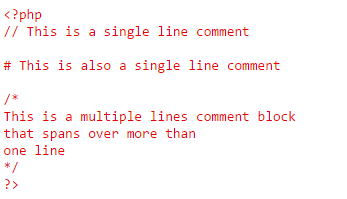 <?php
// This is a single line comment

# This is also a single line comment

/*
This is a multiple lines comment block
that spans over more than
one line
*/
?>